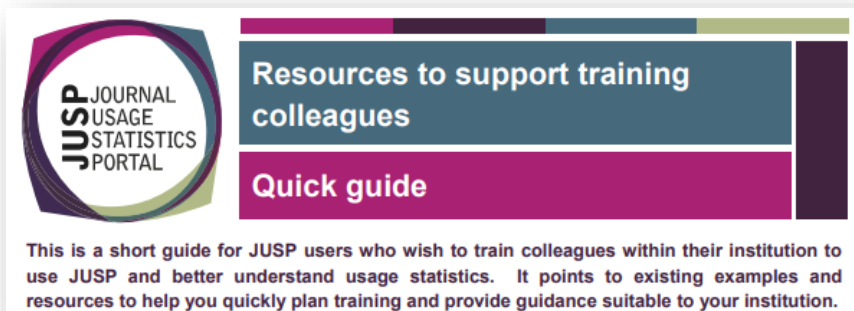 JUSP
JOURNAL
USAGE
STATISTICS
PORTAL
Resources to support training
colleagues
Quick guide
This is a short guide for JUSP users who wish to train colleagues within their institution to
use JUSP and better understand usage statistics. It points to existing examples and
resources to help you quickly plan training and provide guidance suitable to your institution.